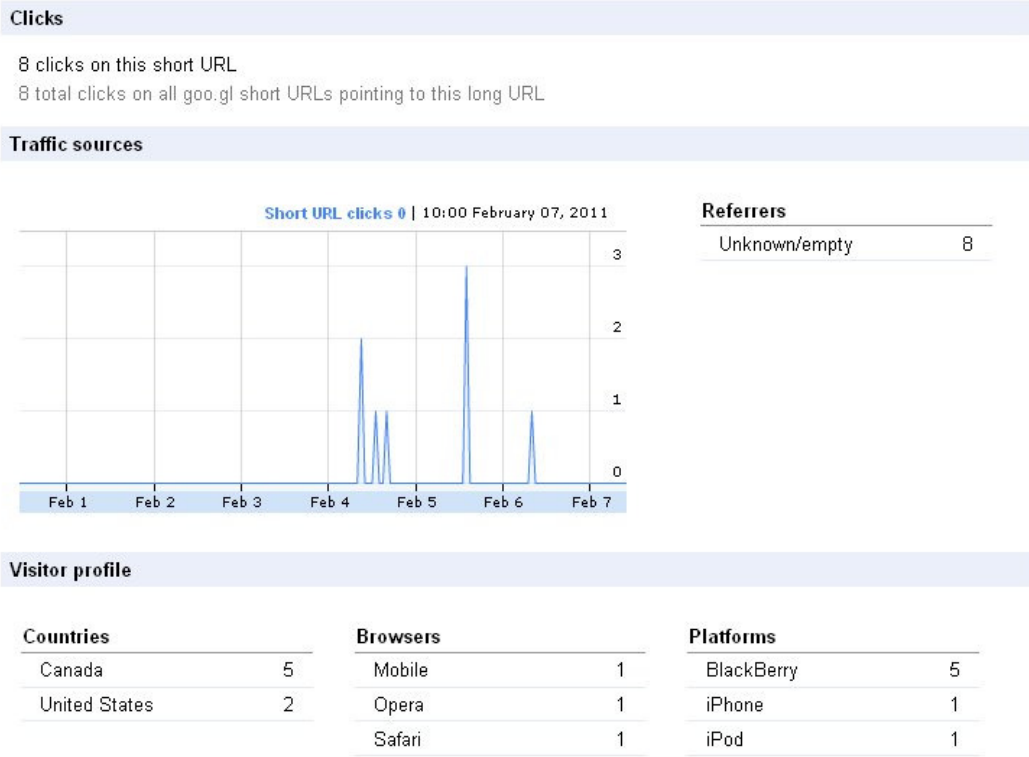 Clicks
8 clicks on this short URL
8 total clicks on all goo.gl short URLs pointing to this long URL
Traffic sources
Short URL clicks 0 | 10:00 February 07, 2011
3
2
1
0
Feb 1 Feb 2 Feb 3 Feb 4 Feb 5 Feb 6 Feb 7
Referrers
Unknown/empty 8
Visitor profile
Countries
Canada 5
United States 2
Browsers
Mobile 1
Opera 1
Safari 1
Platforms
BlackBerry 5
iPhone 1
iPod 1